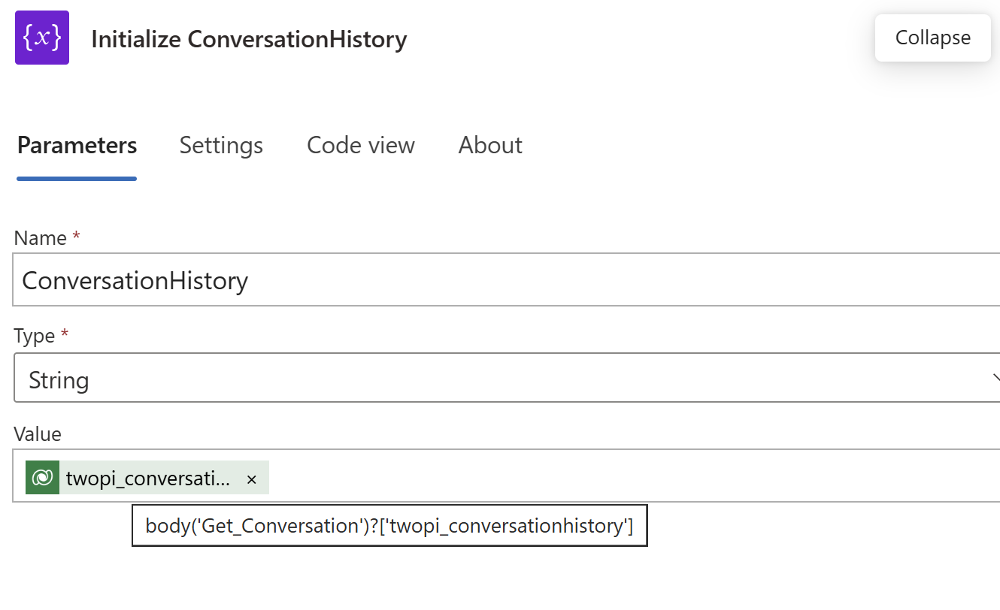 {x} Initialize ConversationHistory
Collapse
Parameters Settings Code view About
Name *
ConversationHistory
Type *
String
Value
twopi_conversati... ×
body('Get_Conversation')?['twopi_conversationhistory']